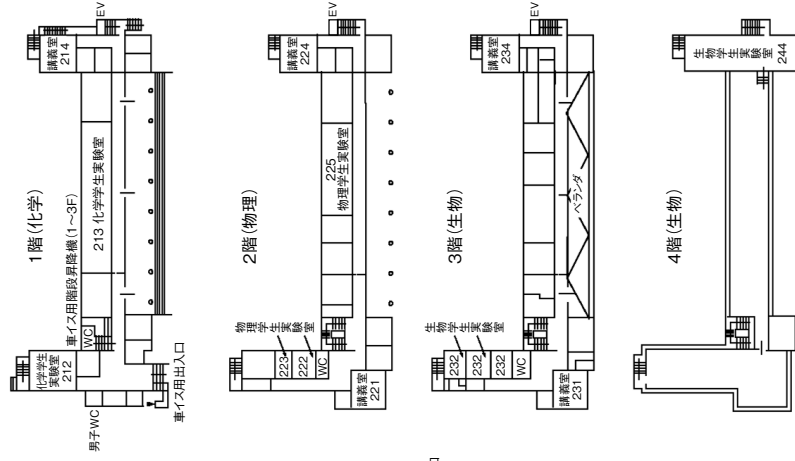 1階(化学)
EV
講義室
214
213 化学学生実験室
車イス用階段昇降機(1〜3F)
WC
化学学生
実験室
212
男子WC
車イス用出入口
2階(物理)
EV
講義室
224
225
物理学生実験室
物理学生実験室
223
222
WC
講義室
221
3階(生物)
EV
講義室
234
ベランダ
生物学生実験室
232
232
232
WC
講義室
231
4階(生物)
生物学生実験室
244
口